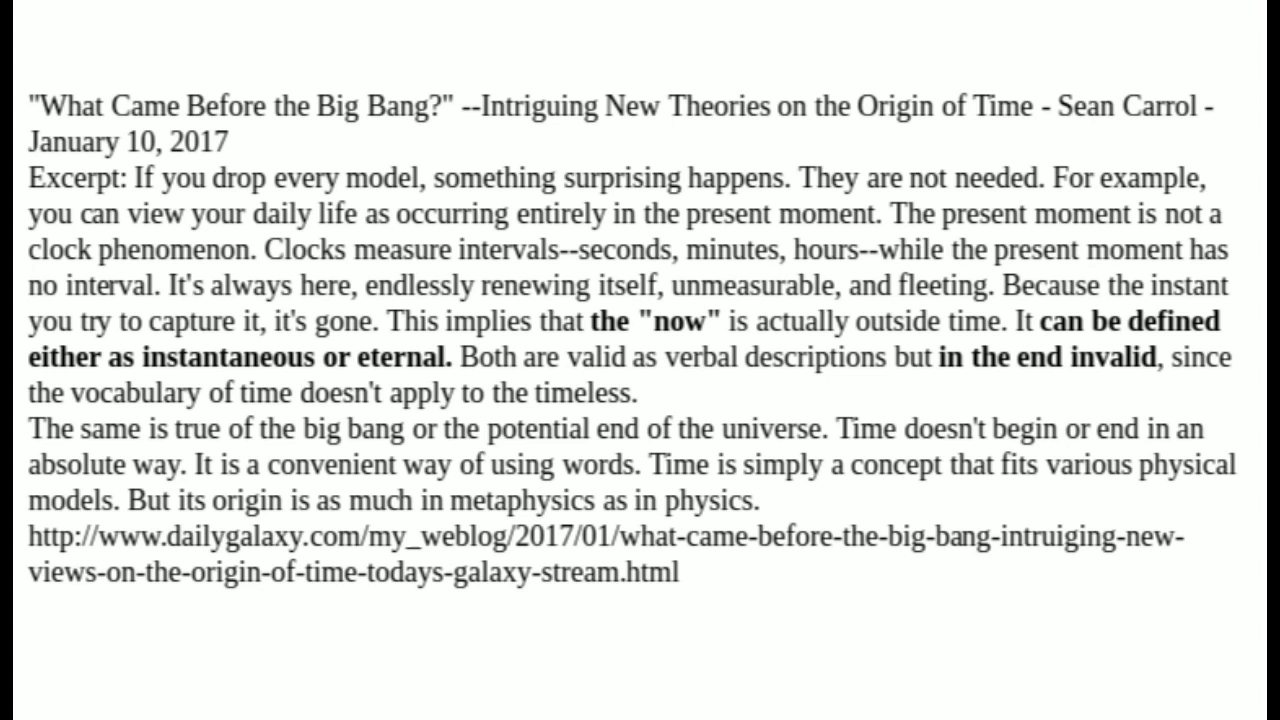 "What Came Before the Big Bang?" --Intriguing New Theories on the Origin of Time - Sean Carrol -
January 10, 2017
Excerpt: If you drop every model, something surprising happens. They are not needed. For example,
you can view your daily life as occurring entirely in the present moment. The present moment is not a
clock phenomenon. Clocks measure intervals--seconds, minutes, hours--while the present moment has
no interval. It's always here, endlessly renewing itself, unmeasurable, and fleeting. Because the instant
you try to capture it, it's gone. This implies that the "now" is actually outside time. It can be defined
either as instantaneous or eternal. Both are valid as verbal descriptions but in the end invalid, since
the vocabulary of time doesn't apply to the timeless.
The same is true of the big bang or the potential end of the universe. Time doesn't begin or end in an
absolute way. It is a convenient way of using words. Time is simply a concept that fits various physical
models. But its origin is as much in metaphysics as in physics.
http://www.dailygalaxy.com/my_weblog/2017/01/what-came-before-the-big-bang-intruiging-new-
views-on-the-origin-of-time-todays-galaxy-stream.html